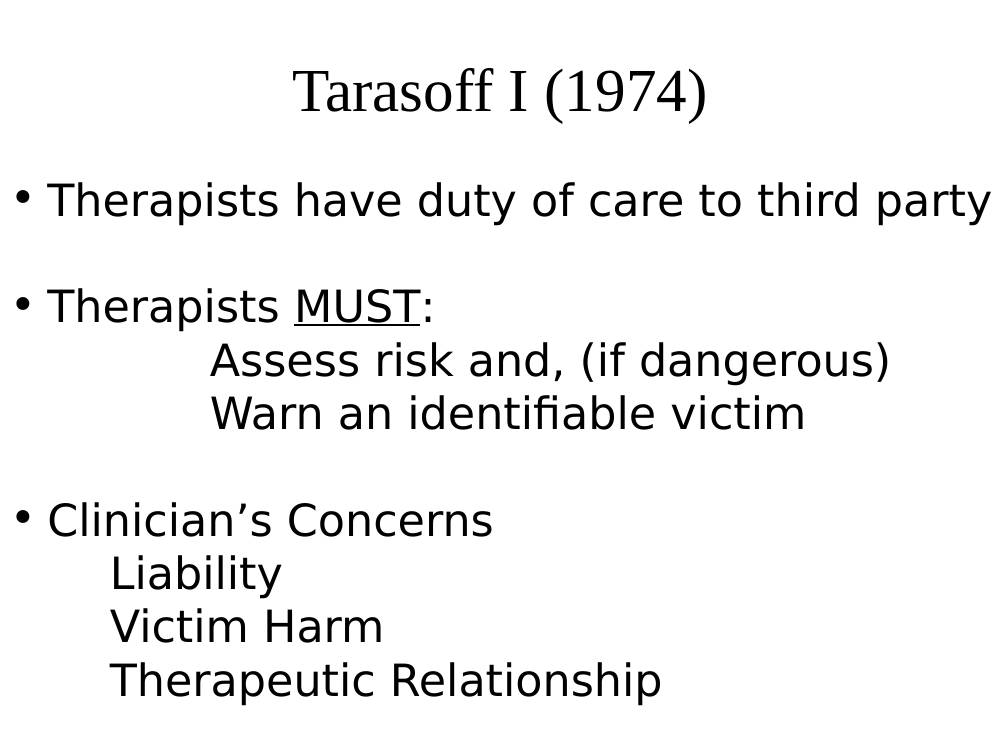 Tarasoff I (1974)
• Therapists have duty of care to third party
• Therapists MUST:
Assess risk and, (if dangerous)
Warn an identifiable victim
• Clinician’s Concerns
Liability
Victim Harm
Therapeutic Relationship